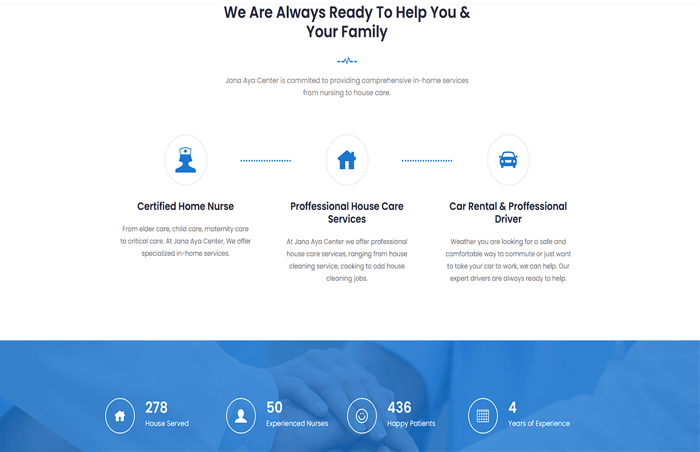 We Are Always Ready To Help You &
Your Family
Jana Aya Center is commited to providing comprehensive in-home services
from nursing to house care.
Certified Home Nurse
From elder care, child care, maternity care
to critical care. At Jana Aya Center, We offer
specialized in-home services.
Proffessional House Care
Services
At Jana Aya Center we offer professional
house care services, ranging from house
cleaning service, cooking to odd house
cleaning jobs.
Car Rental & Proffessional
Driver
Weather you are looking for a safe and
comfortable way to commute or just want
to take your car to work, we can help. Our
expert drivers are always ready to help.
278
House Served
50
Experienced Nurses
436
Happy Patients
4
Years of Experience